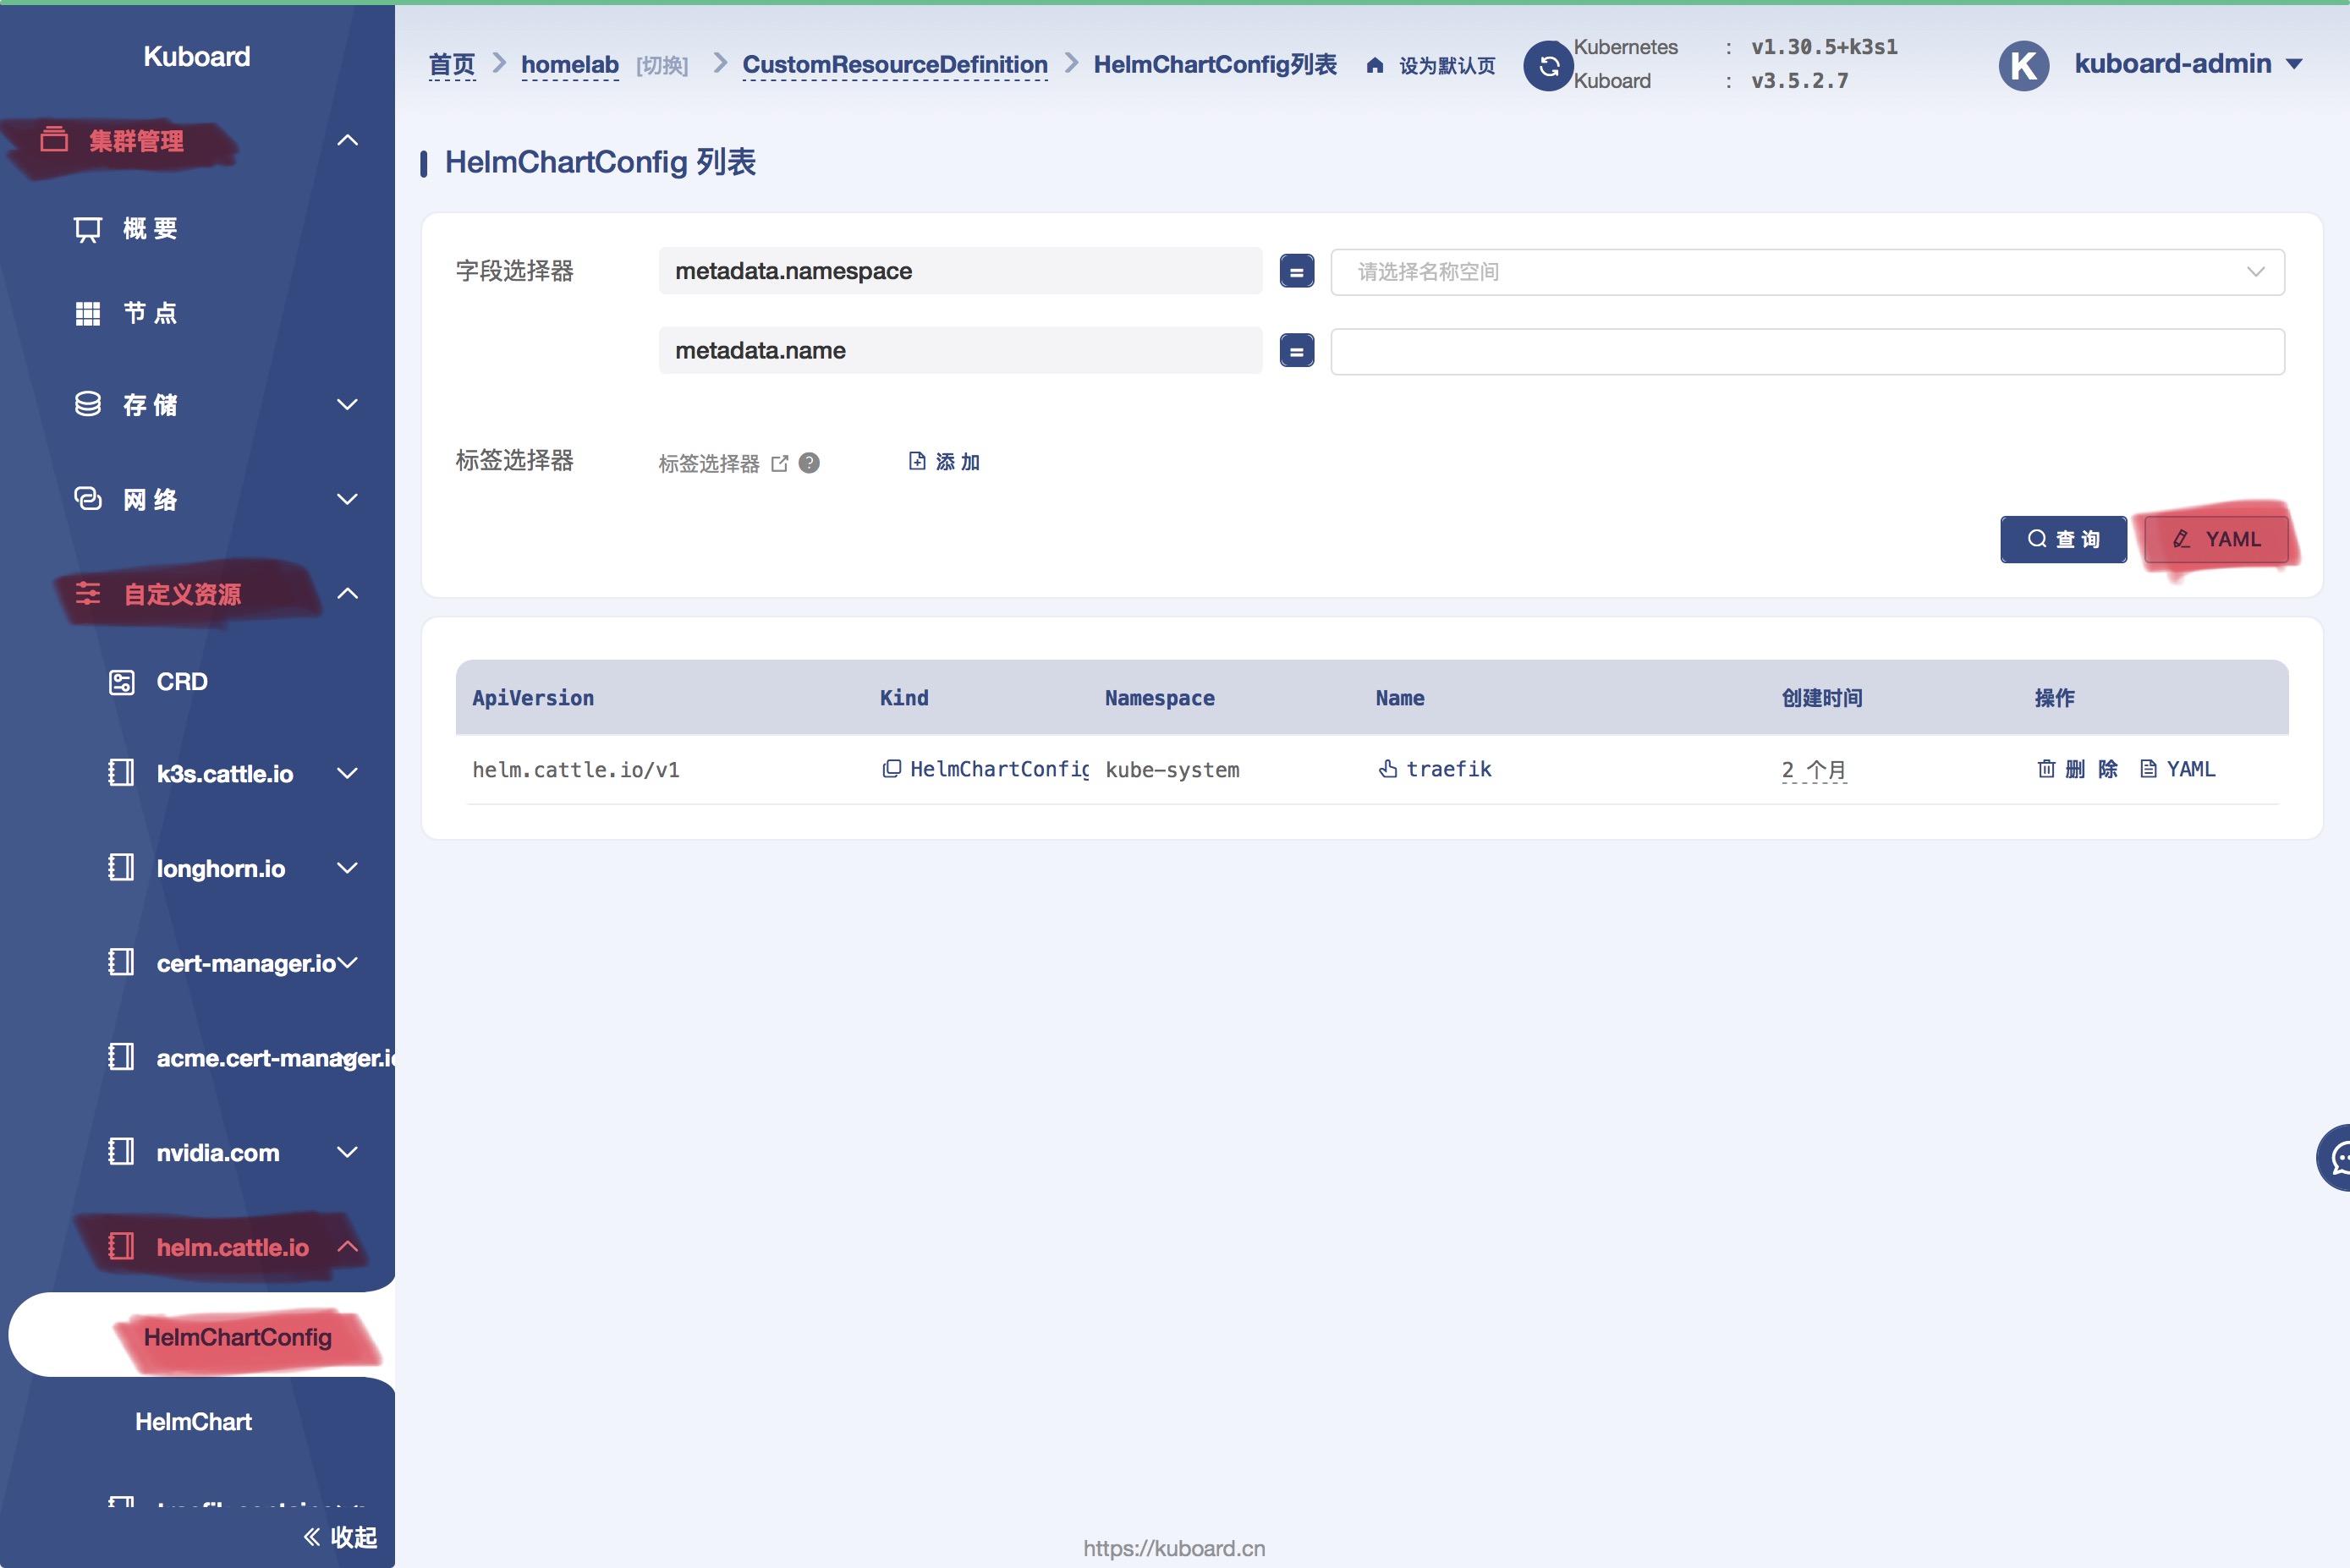 Kuboard
集群管理
概 要
节 点
存 储
网 络
自定义资源
CRD
k3s.cattle.io
longhorn.io
cert-manager.io
acme.cert-manager.io
nvidia.com
helm.cattle.io
HelmChartConfig
HelmChart
收起
首页 homelab [切换] CustomResourceDefinition HelmChartConfig列表 设为默认页
Kubernetes : v1.30.5+k3s1
Kuboard : v3.5.2.7
K kuboard-admin
HelmChartConfig 列表
字段选择器 metadata.namespace = 请选择名称空间
metadata.name =
标签选择器 标签选择器 ? 添 加
查 询 YAML
ApiVersion Kind Namespace Name 创建时间 操作
helm.cattle.io/v1 HelmChartConfig kube-system traefik 2 个月 删 除 YAML
https://kuboard.cn